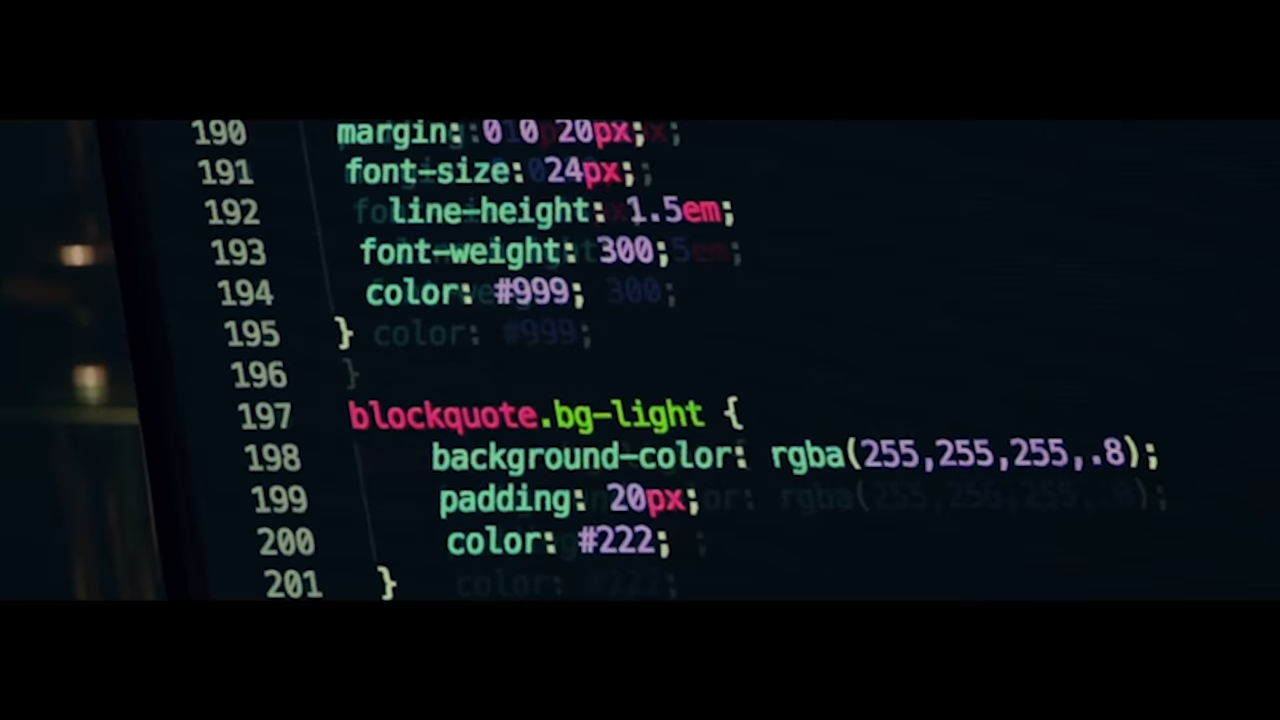 190 margin: 0 0 20px;
191 font-size: 24px;
192 line-height: 1.5em;
193 font-weight: 300;
194 color: #999;
195 }
196
197 blockquote.bg-light {
198 background-color: rgba(255,255,255,.8);
199 padding: 20px;
200 color: #222;
201 }